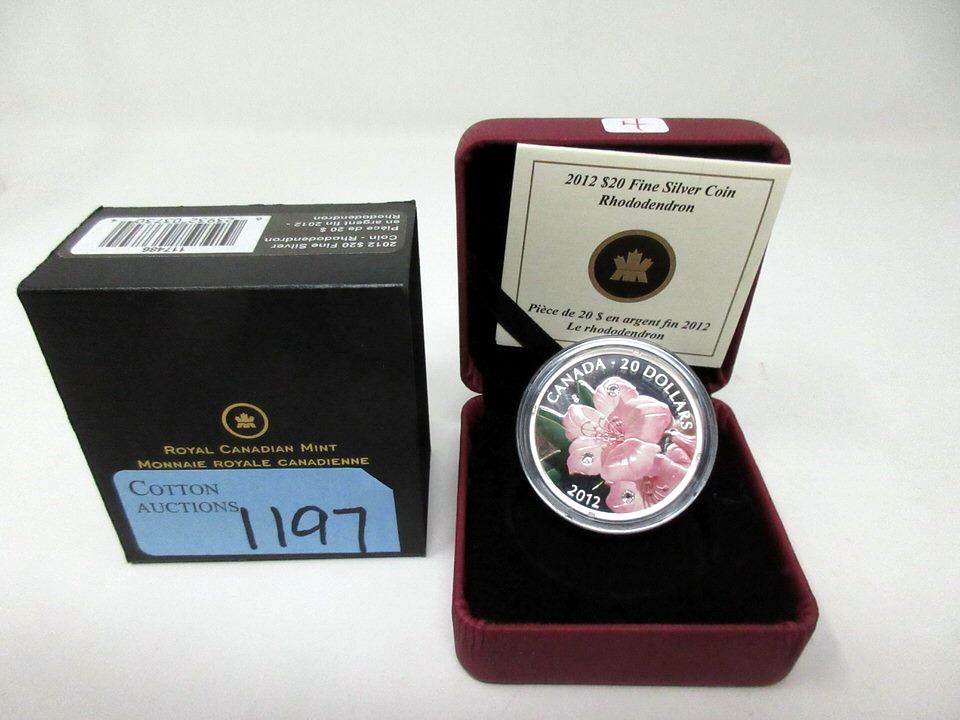 2012 $20 Fine Silver
Coin - Rhododendron
Pièce de 20 $
en argent fin 2012 -
Rhododendron
117486
ROYAL CANADIAN MINT
MONNAIE ROYALE CANADIENNE
COTTON
AUCTIONS
1197
4
2012 $20 Fine Silver Coin
Rhododendron
Pièce de 20 $ en argent fin 2012
Le rhododendron
CANADA · 20 DOLLARS
2012